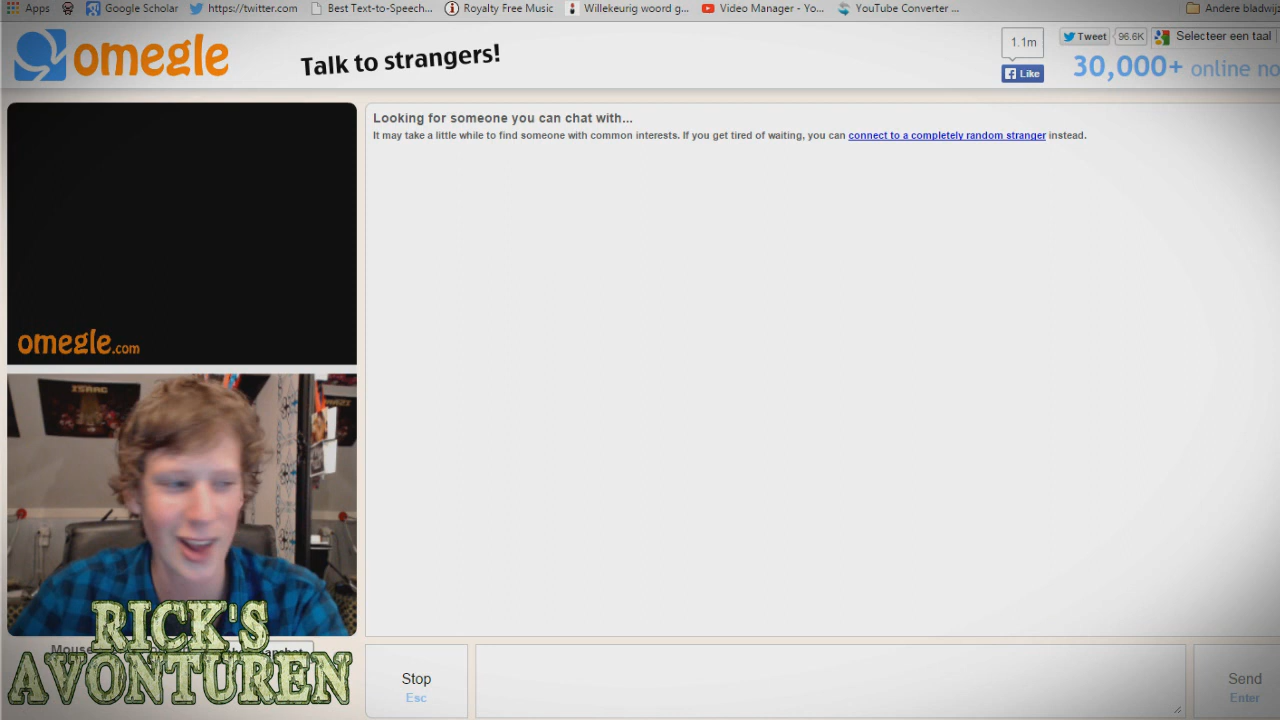 Apps
Google Scholar
https://twitter.com
Best Text-to-Speech...
Royalty Free Music
Willekeurig woord g...
Video Manager - Yo...
YouTube Converter ...
Andere bladwijz
omegle
Talk to strangers!
1.1m
Like
Tweet
96.6K
Selecteer een taal
30,000+ online no
Looking for someone you can chat with...
It may take a little while to find someone with common interests. If you get tired of waiting, you can connect to a completely random stranger instead.
omegle.com
ISAAC
RICK'S
Mouse
AVONTUREN
Stop
Esc
Send
Enter